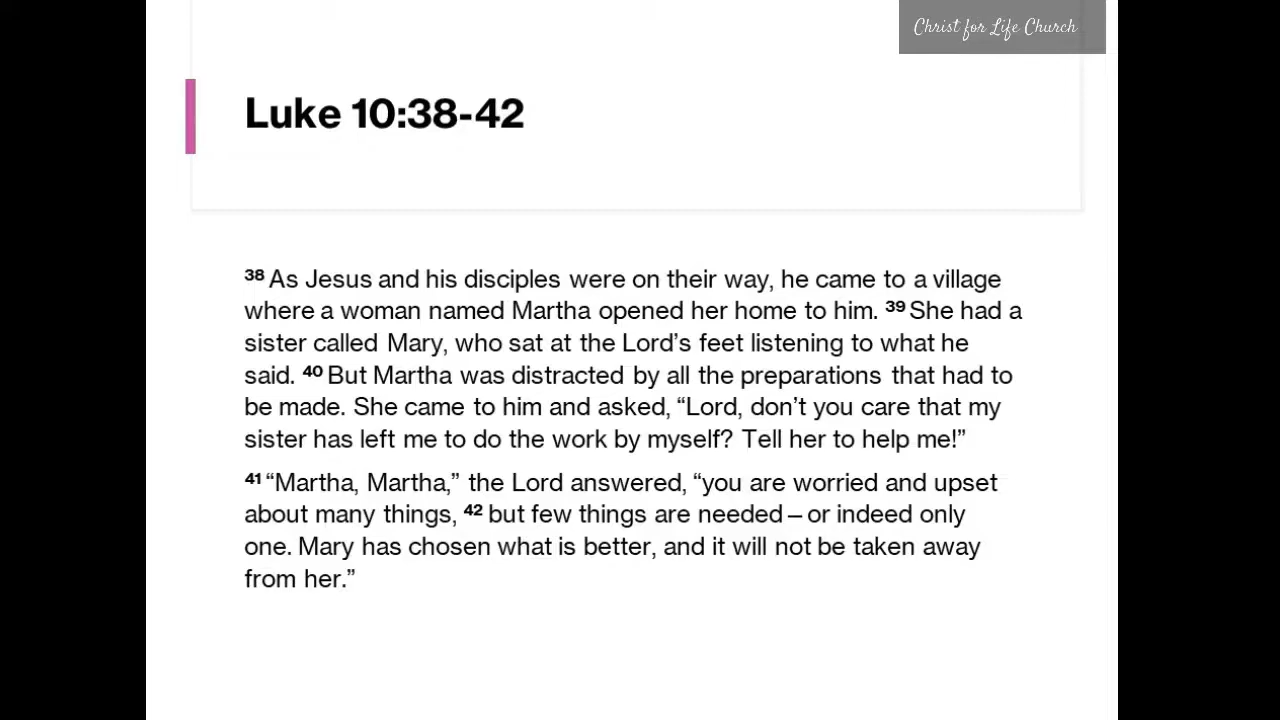 Christ for Life Church
Luke 10:38-42
38 As Jesus and his disciples were on their way, he came to a village
where a woman named Martha opened her home to him. 39 She had a
sister called Mary, who sat at the Lord’s feet listening to what he
said. 40 But Martha was distracted by all the preparations that had to
be made. She came to him and asked, “Lord, don’t you care that my
sister has left me to do the work by myself? Tell her to help me!”
41 “Martha, Martha,” the Lord answered, “you are worried and upset
about many things, 42 but few things are needed—or indeed only
one. Mary has chosen what is better, and it will not be taken away
from her.”